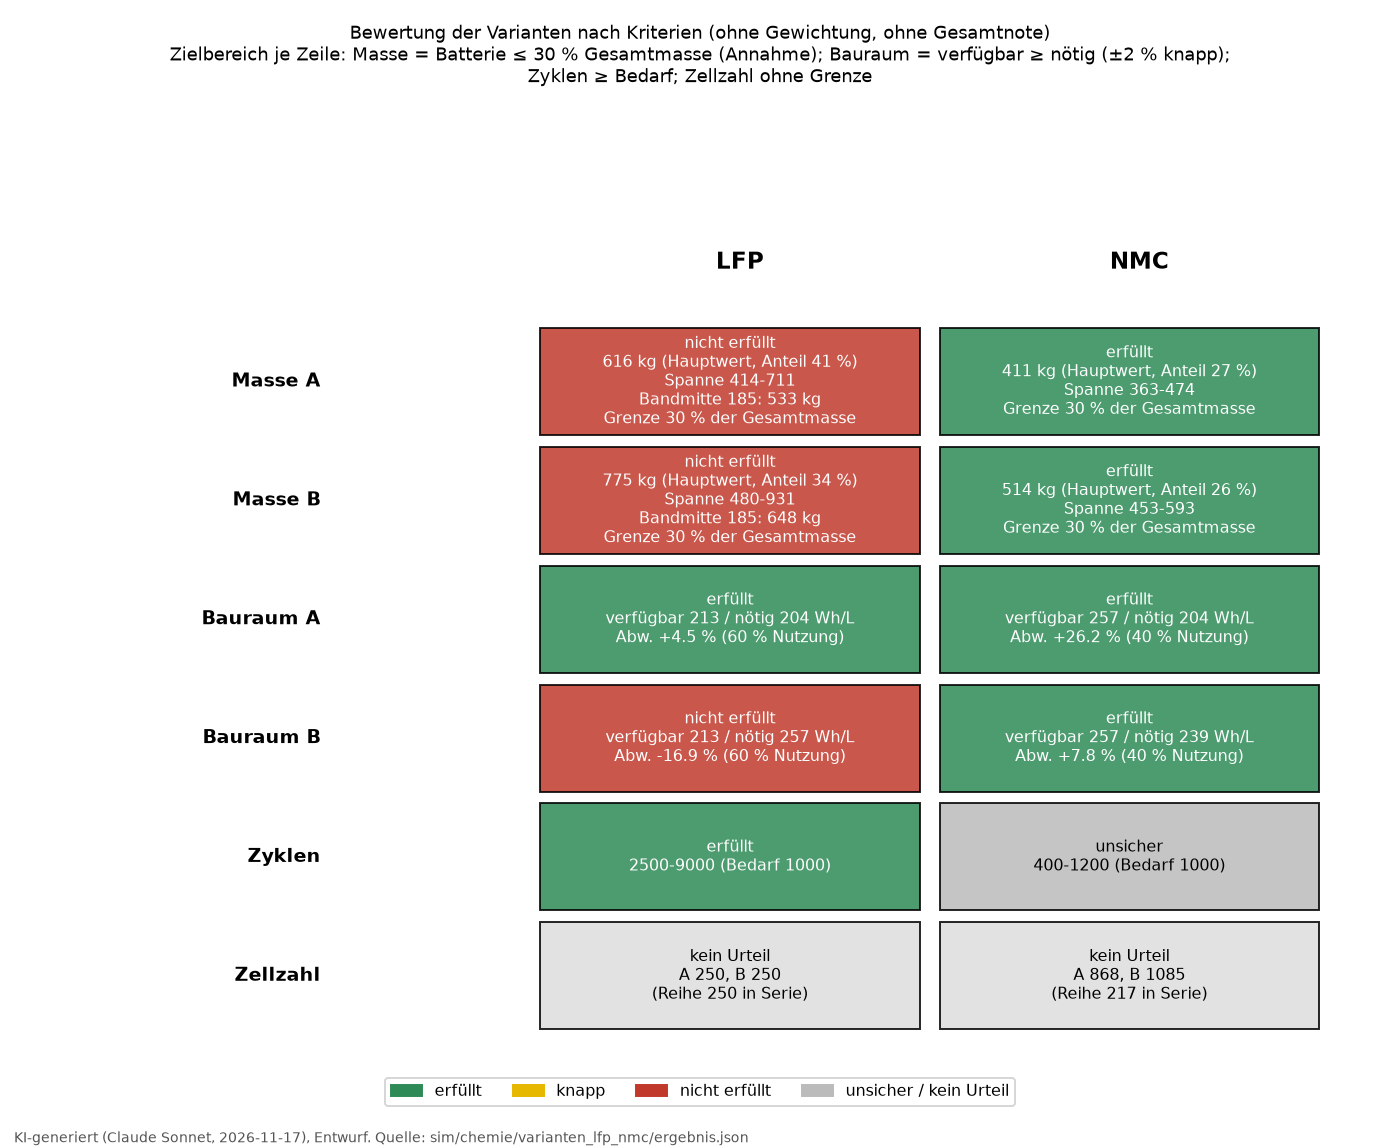 Bewertung der Varianten nach Kriterien (ohne Gewichtung, ohne Gesamtnote)
Zielbereich je Zeile: Masse = Batterie ≤ 30 % Gesamtmasse (Annahme); Bauraum = verfügbar ≥ nötig (±2 % knapp);
Zyklen ≥ Bedarf; Zellzahl ohne Grenze
LFP
NMC
Masse A
nicht erfüllt
616 kg (Hauptwert, Anteil 41 %)
Spanne 414-711
Bandmitte 185: 533 kg
Grenze 30 % der Gesamtmasse
erfüllt
411 kg (Hauptwert, Anteil 27 %)
Spanne 363-474
Grenze 30 % der Gesamtmasse
Masse B
nicht erfüllt
775 kg (Hauptwert, Anteil 34 %)
Spanne 480-931
Bandmitte 185: 648 kg
Grenze 30 % der Gesamtmasse
erfüllt
514 kg (Hauptwert, Anteil 26 %)
Spanne 453-593
Grenze 30 % der Gesamtmasse
Bauraum A
erfüllt
verfügbar 213 / nötig 204 Wh/L
Abw. +4.5 % (60 % Nutzung)
erfüllt
verfügbar 257 / nötig 204 Wh/L
Abw. +26.2 % (40 % Nutzung)
Bauraum B
nicht erfüllt
verfügbar 213 / nötig 257 Wh/L
Abw. -16.9 % (60 % Nutzung)
erfüllt
verfügbar 257 / nötig 239 Wh/L
Abw. +7.8 % (40 % Nutzung)
Zyklen
erfüllt
2500-9000 (Bedarf 1000)
unsicher
400-1200 (Bedarf 1000)
Zellzahl
kein Urteil
A 250, B 250
(Reihe 250 in Serie)
kein Urteil
A 868, B 1085
(Reihe 217 in Serie)
erfüllt
knapp
nicht erfüllt
unsicher / kein Urteil
KI-generiert (Claude Sonnet, 2026-11-17), Entwurf. Quelle: sim/chemie/varianten_lfp_nmc/ergebnis.json